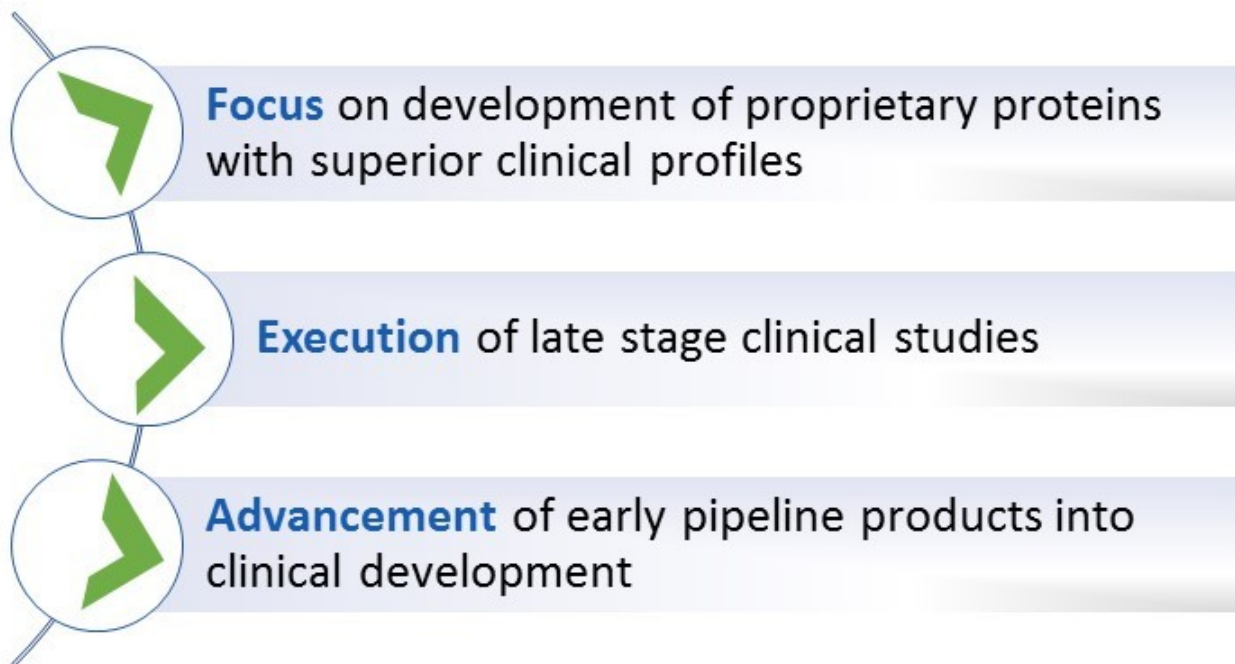 Focus on development of proprietary proteins
with superior clinical profiles
Execution of late stage clinical studies
Advancement of early pipeline products into
clinical development